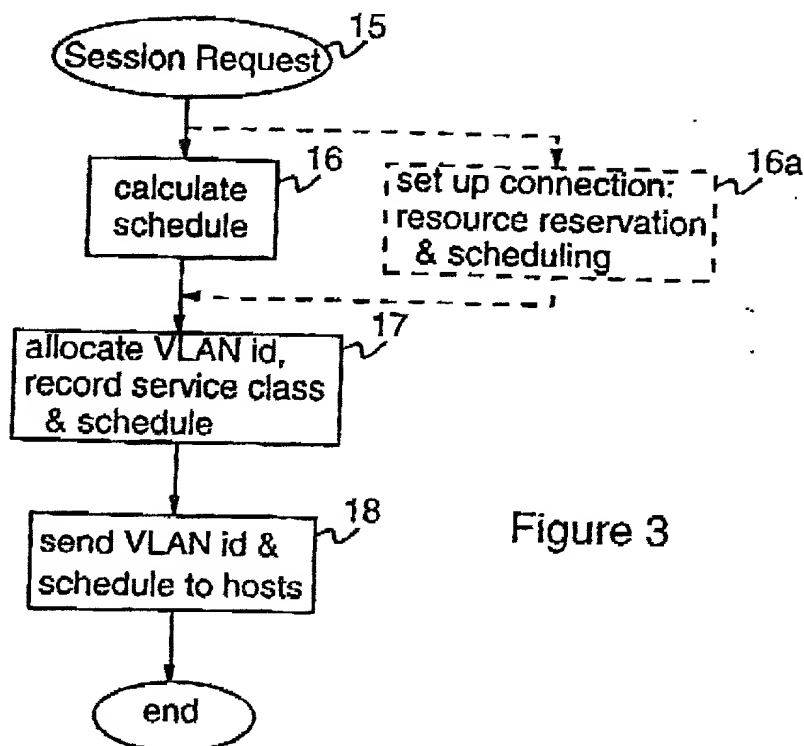 15
Session Request
16
calculate
schedule
16a
set up connection:
resource reservation
& scheduling
17
allocate VLAN id,
record service class
& schedule
18
send VLAN id &
schedule to hosts
Figure 3
end